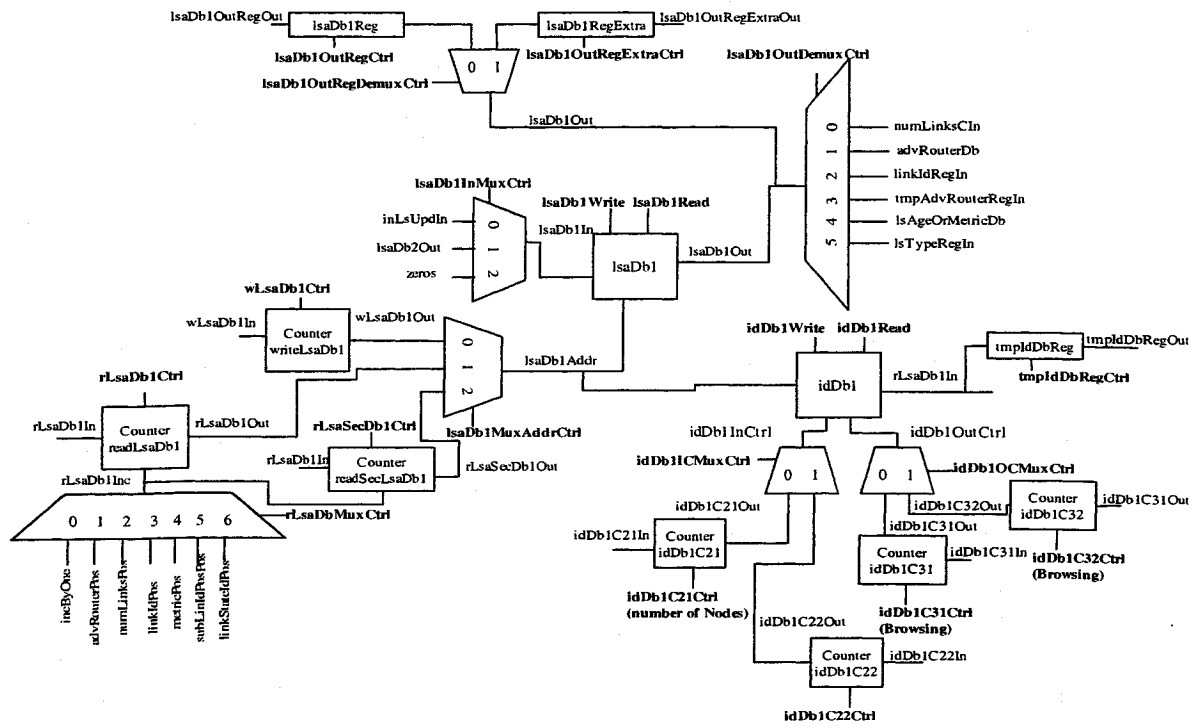 lsaDb1OutRegOut
lsaDb1Reg
lsaDb1RegExtra
lsaDb1OutRegExtraOut
lsaDb1OutRegCtrl
lsaDb1OutRegExtraCtrl
0 1
lsaDb1OutRegDemuxCtrl
lsaDb1OutDemuxCtrl
lsaDb1Out
0 numLinksCIn
1 advRouterDb
2 linkIdRegIn
3 tmpAdvRouterRegIn
4 lsAgeOrMetricDb
5 lsTypeRegIn
lsaDb1InMuxCtrl
inLsUpdIn 0
lsaDb2Out 1
zeros 2
lsaDb1In
lsaDb1Write lsaDb1Read
lsaDb1
lsaDb1Out
wLsaDb1Ctrl
wLsaDb1In
Counter
writeLsaDb1
wLsaDb1Out
0
1
2
lsaDb1Addr
lsaDb1MuxAddrCtrl
rLsaDb1Ctrl
rLsaDb1In
Counter
readLsaDb1
rLsaDb1Out
rLsaSecDb1Ctrl
rLsaDb1In
Counter
readSecLsaDb1
rLsaSecDb1Out
rLsaDb1Inc
rLsaDbMuxCtrl
0 1 2 3 4 5 6
incByOne
advRouterPos
numLinksPos
linkIdPos
metricPos
subLinIdPosPos
linkStateIdPos
idDb1Write idDb1Read
idDb1
rLsaDb1In
tmpIdDbReg
tmpIdDbRegOut
tmpIdDbRegCtrl
idDb1InCtrl
idDb1OutCtrl
idDb1ICMuxCtrl
0 1
0 1
idDb1OCMuxCtrl
idDb1C21Out
idDb1C21In
Counter
idDb1C21
idDb1C21Ctrl
(number of Nodes)
idDb1C32Out
Counter
idDb1C32
idDb1C31Out
idDb1C32Ctrl
(Browsing)
idDb1C31Out
Counter
idDb1C31
idDb1C31In
idDb1C31Ctrl
(Browsing)
idDb1C22Out
Counter
idDb1C22
idDb1C22In
idDb1C22Ctrl